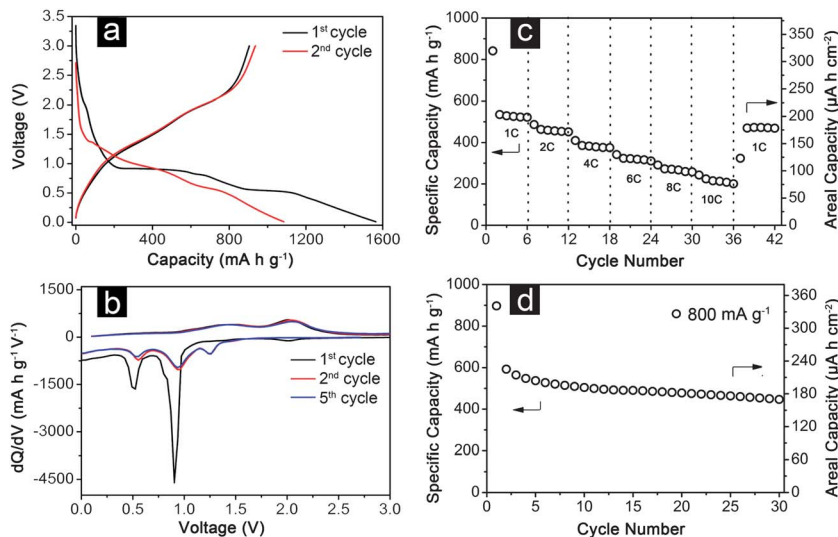 a
1st cycle
2nd cycle
3.5
3.0
2.5
2.0
1.5
1.0
0.5
0.0
Voltage (V)
0 400 800 1200 1600
Capacity (mA h g-1)
b
1500
0
-1500
-3000
-4500
dQ/dV (mA h g-1 V-1)
1st cycle
2nd cycle
5th cycle
0.0 0.5 1.0 1.5 2.0 2.5 3.0
Voltage (V)
c
1000
800
600
400
200
0
Specific Capacity (mA h g-1)
1C
2C
4C
6C
8C
10C
1C
350
300
250
200
150
100
50
0
Areal Capacity (μA h cm-2)
0 6 12 18 24 30 36 42
Cycle Number
d
800 mA g-1
1000
800
600
400
200
0
Specific Capacity (mA h g-1)
360
300
240
180
120
60
0
Areal Capacity (μA h cm-2)
0 5 10 15 20 25 30
Cycle Number